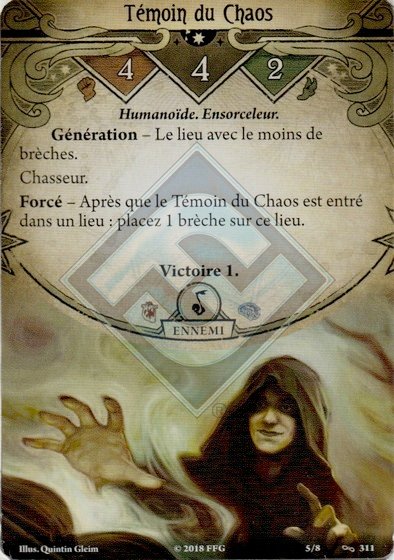 Témoin du Chaos
4 4 2
Humanoïde. Ensorceleur.
Génération – Le lieu avec le moins de
brèches.
Chasseur.
Forcé – Après que le Témoin du Chaos est entré
dans un lieu : placez 1 brèche sur ce lieu.
Victoire 1.
ENNEMI
Illus. Quintin Gleim © 2018 FFG 5/8 311